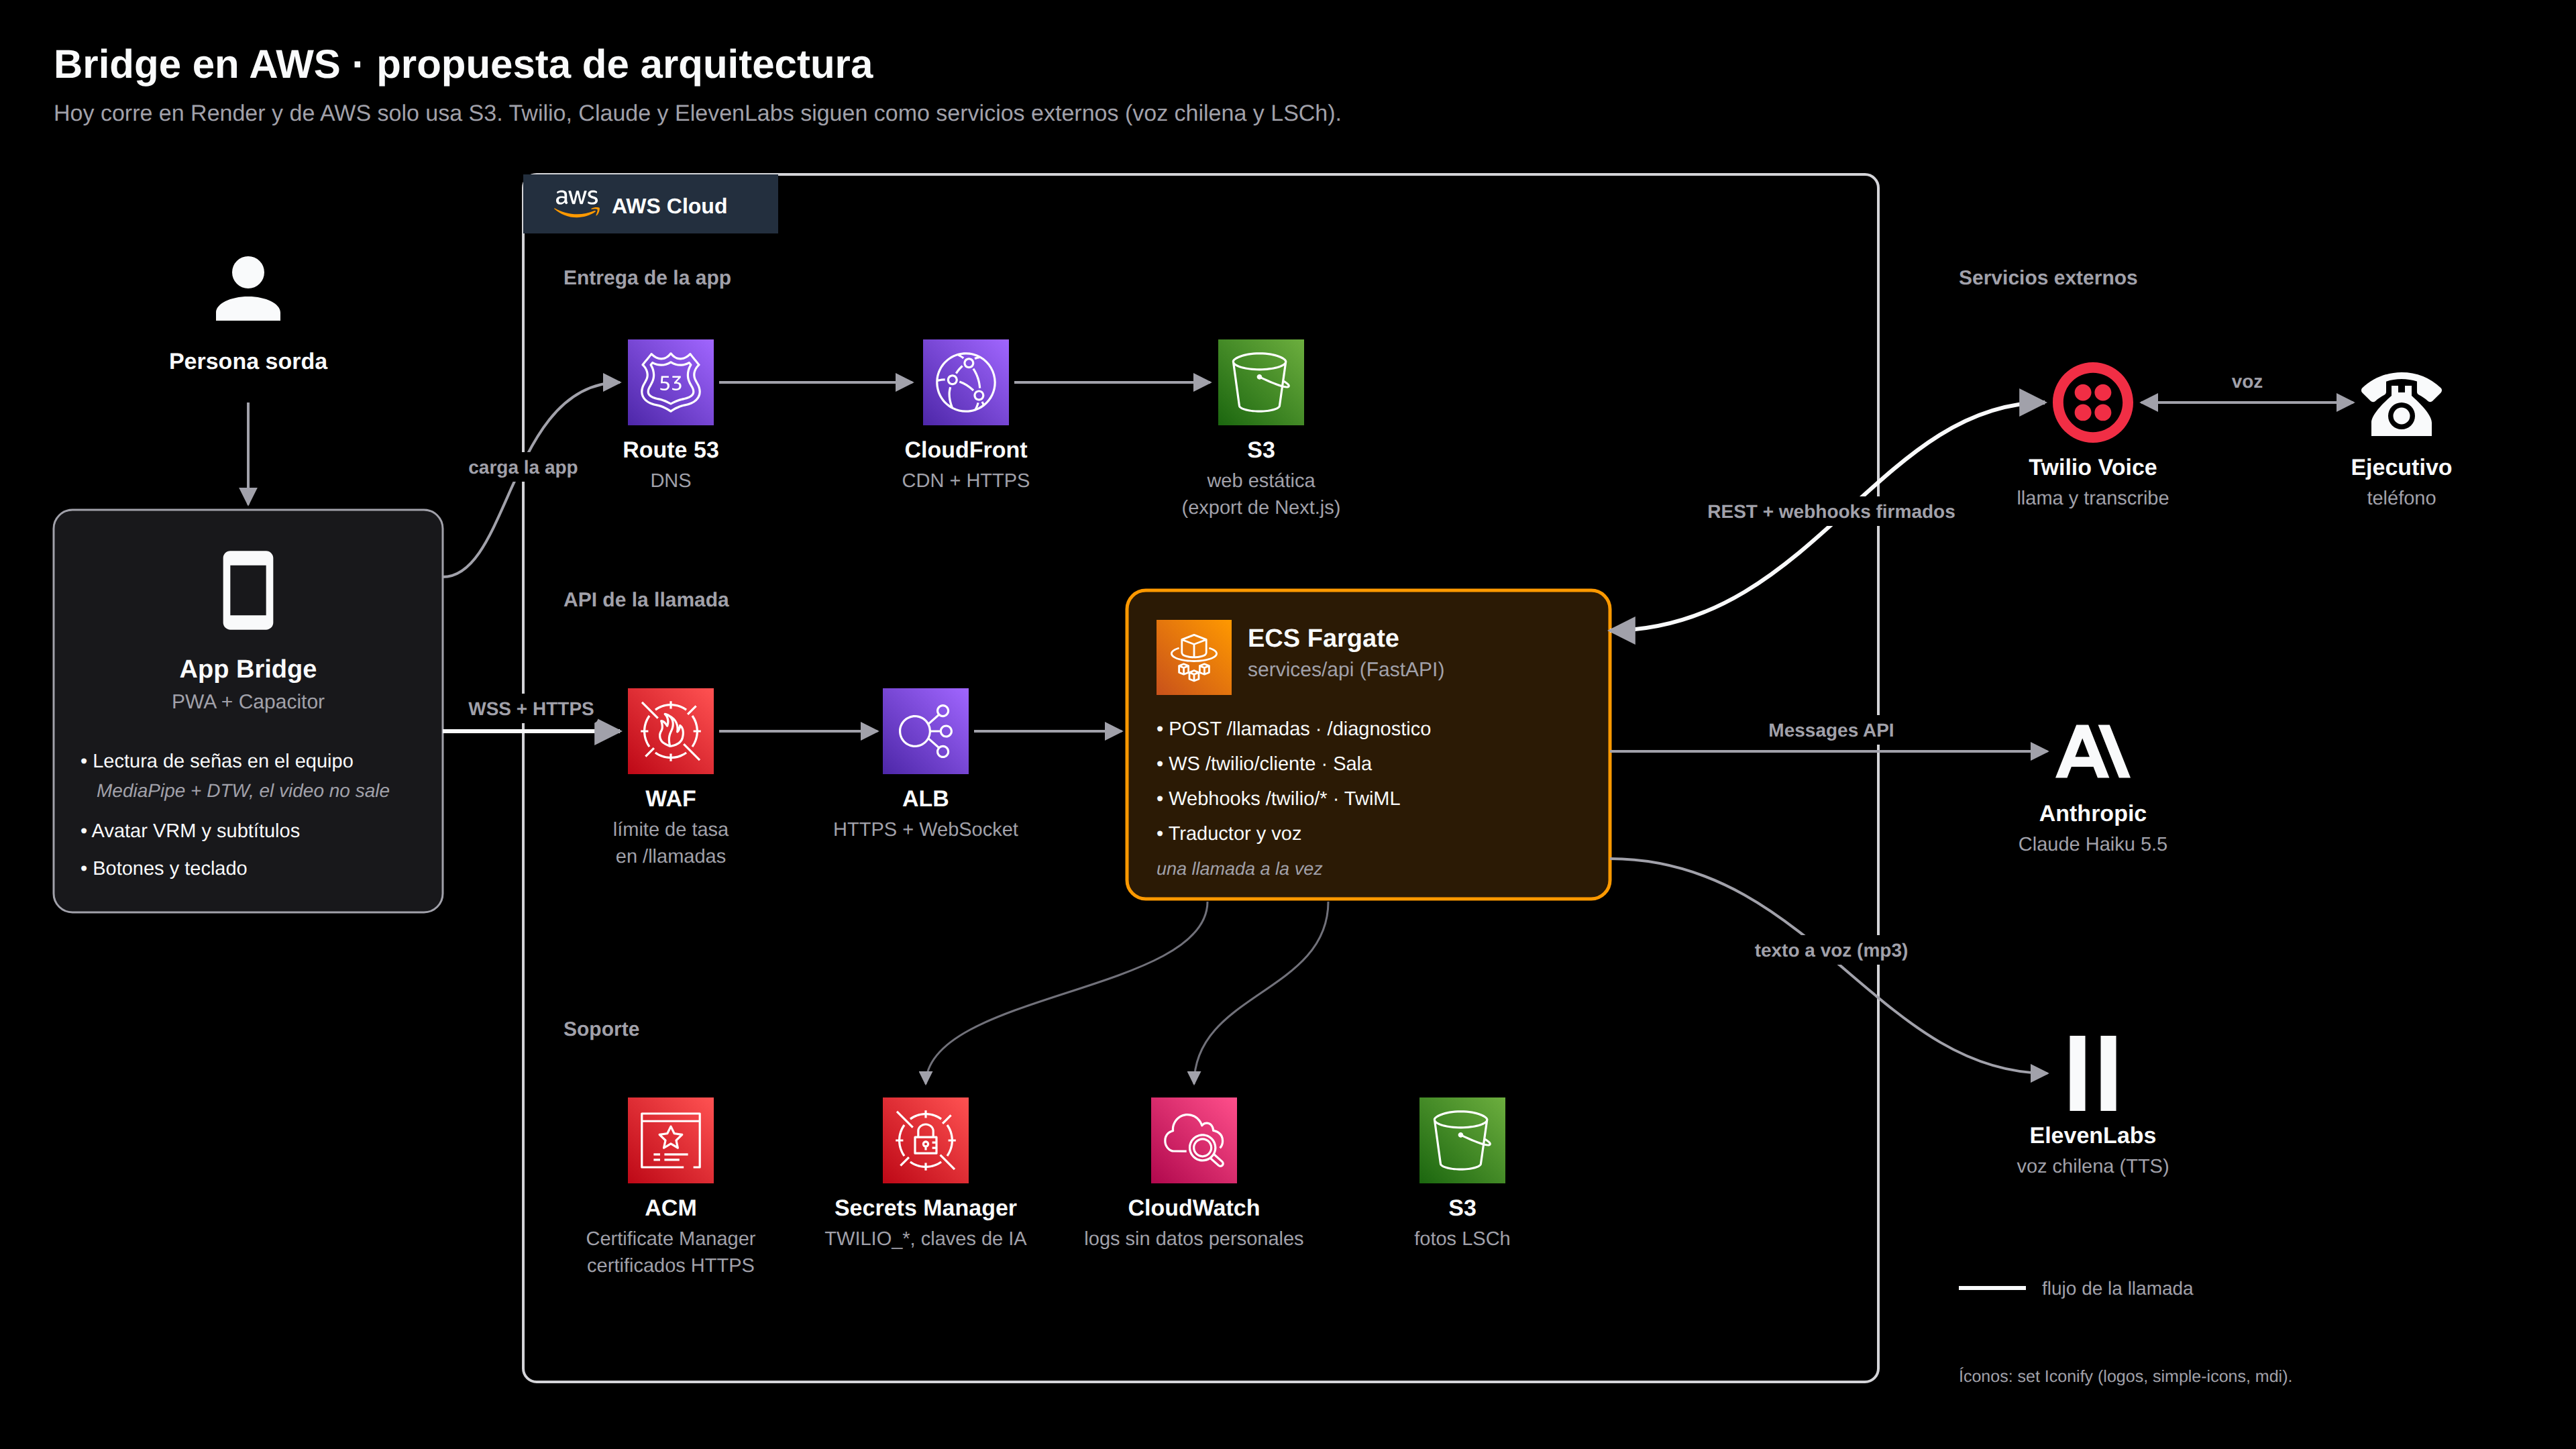 Bridge en AWS · propuesta de arquitectura
Hoy corre en Render y de AWS solo usa S3. Twilio, Claude y ElevenLabs siguen como servicios externos (voz chilena y LSCh).
aws AWS Cloud
Persona sorda
carga la app
App Bridge
PWA + Capacitor
• Lectura de señas en el equipo
MediaPipe + DTW, el video no sale
• Avatar VRM y subtítulos
• Botones y teclado
WSS + HTTPS
Entrega de la app
53
Route 53
DNS
CloudFront
CDN + HTTPS
S3
web estática
(export de Next.js)
API de la llamada
WAF
límite de tasa
en /llamadas
ALB
HTTPS + WebSocket
ECS Fargate
services/api (FastAPI)
• POST /llamadas · /diagnostico
• WS /twilio/cliente · Sala
• Webhooks /twilio/* · TwiML
• Traductor y voz
una llamada a la vez
Soporte
ACM
Certificate Manager
certificados HTTPS
Secrets Manager
TWILIO_*, claves de IA
CloudWatch
logs sin datos personales
S3
fotos LSCh
Servicios externos
REST + webhooks firmados
Twilio Voice
llama y transcribe
voz
Ejecutivo
teléfono
Messages API
Anthropic
Claude Haiku 5.5
texto a voz (mp3)
ElevenLabs
voz chilena (TTS)
flujo de la llamada
Íconos: set Iconify (logos, simple-icons, mdi).